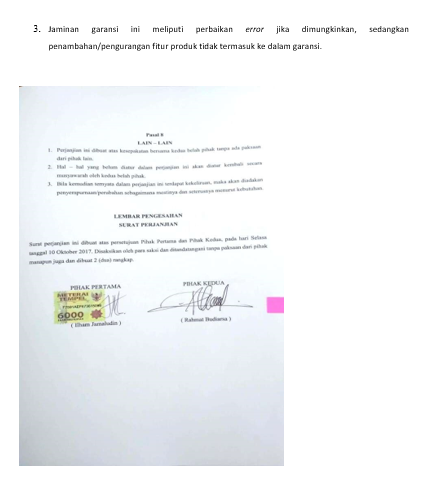 3. Jaminan garansi ini meliputi perbaikan error jika dimungkinkan, sedangkan
penambahan/pengurangan fitur produk tidak termasuk ke dalam garansi.
Pasal 8
LAIN – LAIN
1. Perjanjian ini dibuat atas kesepakatan bersama kedua belah pihak tanpa ada paksaan
dari pihak lain.
2. Hal – hal yang belum diatur dalam perjanjian ini akan diatur kembali secara
musyawarah oleh kedua belah pihak.
3. Bila kemudian ternyata dalam perjanjian ini terdapat kekeliruan, maka akan diadakan
penyempurnaan/perubahan sebagaimana mestinya dan seterusnya menurut kebutuhan.
LEMBAR PENGESAHAN
SURAT PERJANJIAN
Surat perjanjian ini dibuat atas persetujuan Pihak Pertama dan Pihak Kedua, pada hari Selasa
tanggal 10 Oktober 2017. Disaksikan oleh para saksi dan ditandatangani tanpa paksaan dari pihak
manapun juga dan dibuat 2 (dua) rangkap.
PIHAK PERTAMA
PIHAK KEDUA
METERAI
TEMPEL
6000
( Ilham Jamaludin )
( Rahmat Budiarsa )